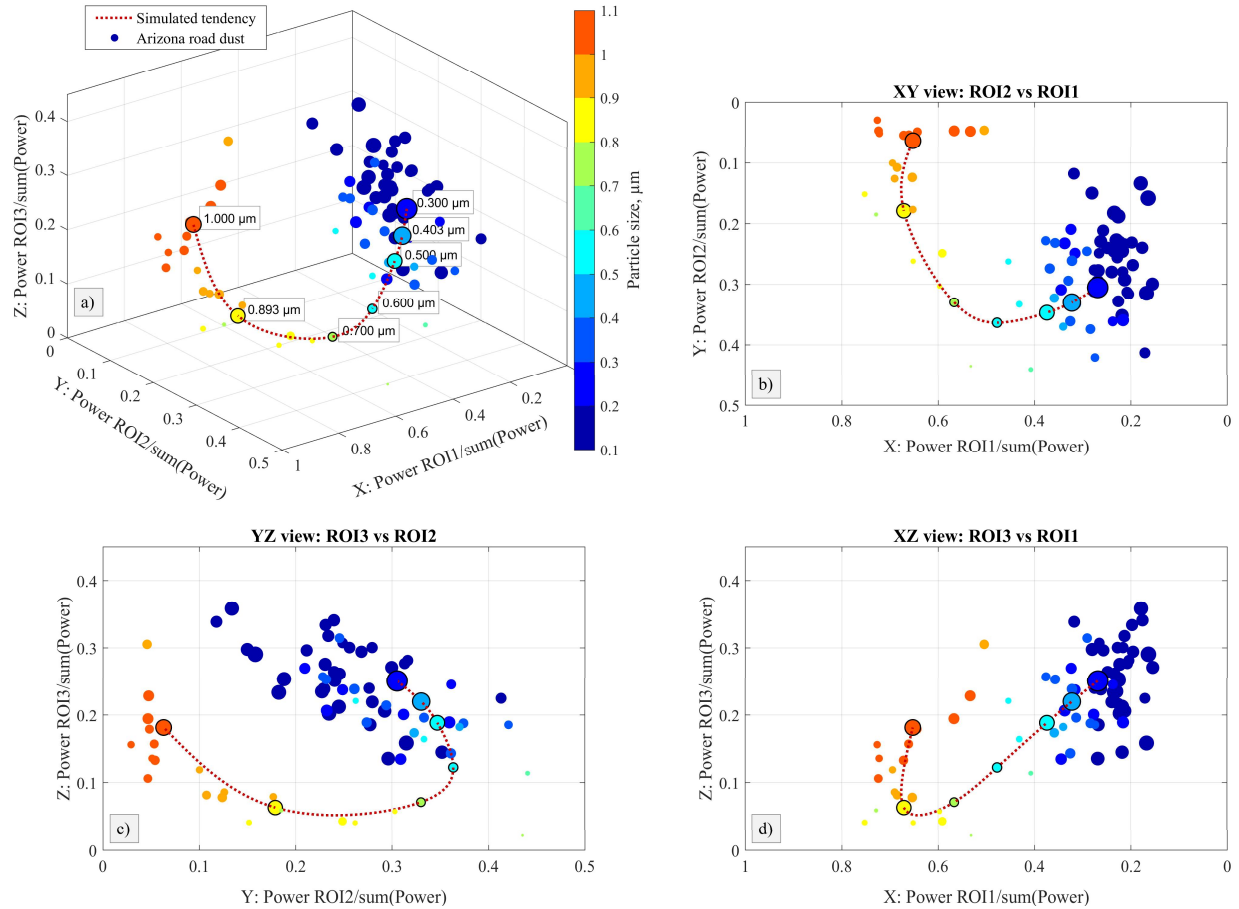 Simulated tendency
Arizona road dust
0.4
0.3
0.2
0.1
0
Z: Power ROI3/sum(Power)
a)
1.000 µm
0.893 µm
0.700 µm
0.600 µm
0.500 µm
0.403 µm
0.300 µm
0
0.1
0.2
0.3
0.4
0.5
Y: Power ROI2/sum(Power)
1
0.8
0.6
0.4
0.2
X: Power ROI1/sum(Power)
1.1
1
0.9
0.8
0.7
0.6
0.5
0.4
0.3
0.2
0.1
Particle size, µm
XY view: ROI2 vs ROI1
0
0.1
0.2
0.3
0.4
0.5
Y: Power ROI2/sum(Power)
b)
1
0.8
0.6
0.4
0.2
0
X: Power ROI1/sum(Power)
YZ view: ROI3 vs ROI2
0.4
0.3
0.2
0.1
0
Z: Power ROI3/sum(Power)
c)
0
0.1
0.2
0.3
0.4
0.5
Y: Power ROI2/sum(Power)
XZ view: ROI3 vs ROI1
0.4
0.3
0.2
0.1
0
Z: Power ROI3/sum(Power)
d)
1
0.8
0.6
0.4
0.2
0
X: Power ROI1/sum(Power)